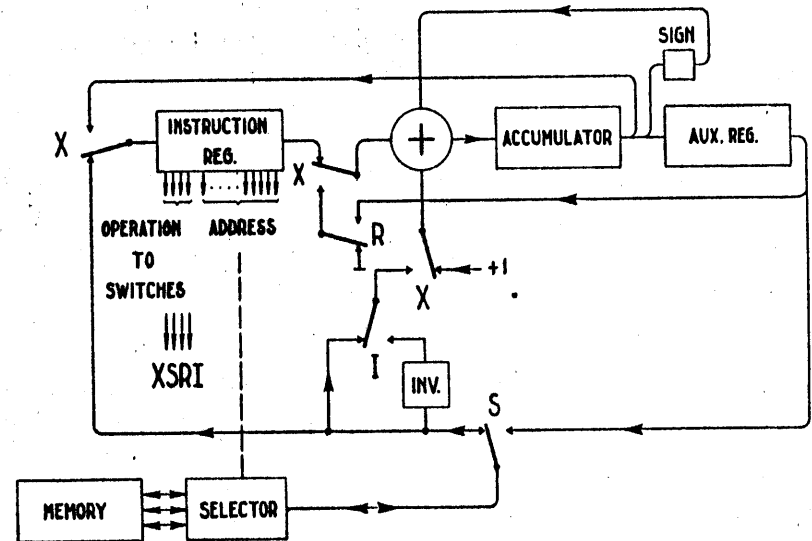 SIGN
X
INSTRUCTION
REG.
X
+
ACCUMULATOR
AUX. REG.
OPERATION
TO
SWITCHES
ADDRESS
R
+1
X
XSRI
I
INV.
S
MEMORY
SELECTOR